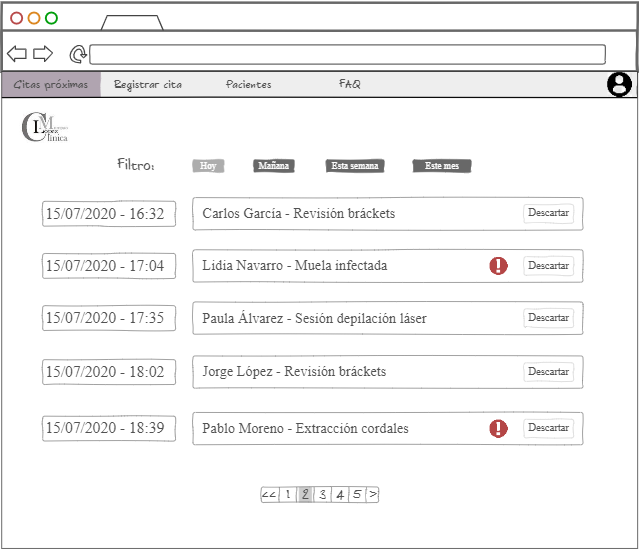 Citas próximas Registrar cita Pacientes FAQ
CLM
López
Clínica
Filtro: Hoy Mañana Esta semana Este mes
15/07/2020 - 16:32 Carlos García - Revisión bráckets Descartar
15/07/2020 - 17:04 Lidia Navarro - Muela infectada ! Descartar
15/07/2020 - 17:35 Paula Álvarez - Sesión depilación láser Descartar
15/07/2020 - 18:02 Jorge López - Revisión bráckets Descartar
15/07/2020 - 18:39 Pablo Moreno - Extracción cordales ! Descartar
<< 1 2 3 4 5 >